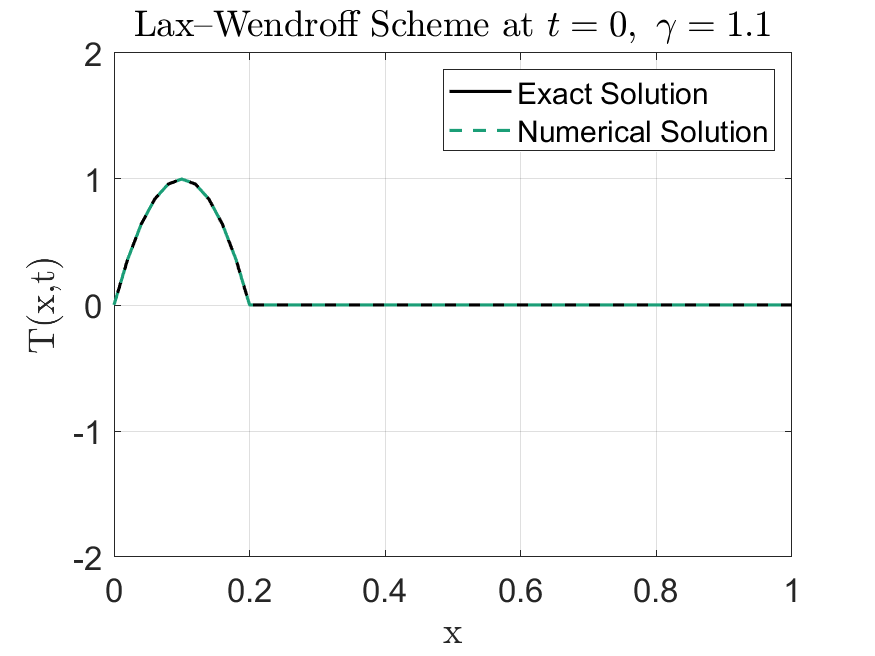 Lax–Wendroff Scheme at t = 0, γ = 1.1
Exact Solution
Numerical Solution
2
1
0
-1
-2
T(x,t)
0 0.2 0.4 0.6 0.8 1
x